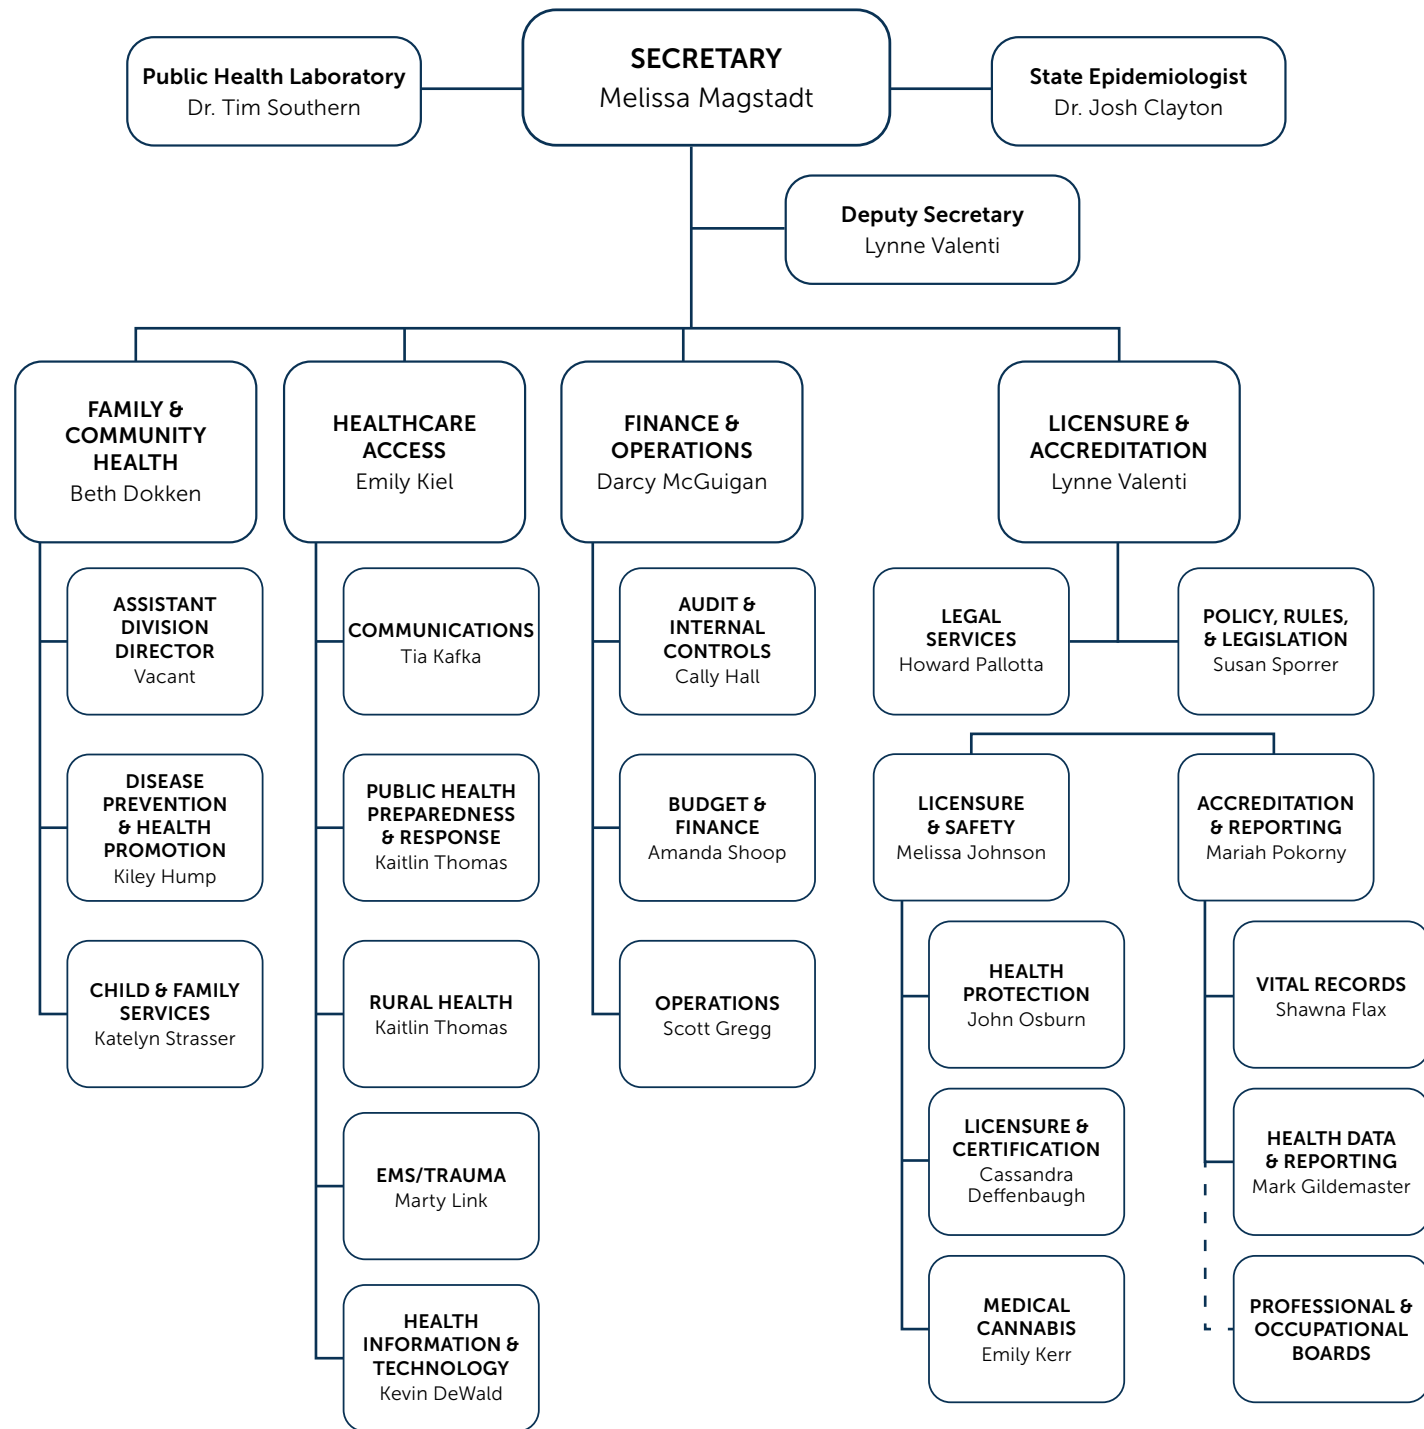 Public Health Laboratory
Dr. Tim Southern
SECRETARY
Melissa Magstadt
State Epidemiologist
Dr. Josh Clayton
Deputy Secretary
Lynne Valenti
FAMILY &
COMMUNITY
HEALTH
Beth Dokken
HEALTHCARE
ACCESS
Emily Kiel
FINANCE &
OPERATIONS
Darcy McGuigan
LICENSURE &
ACCREDITATION
Lynne Valenti
ASSISTANT
DIVISION
DIRECTOR
Vacant
COMMUNICATIONS
Tia Kafka
AUDIT &
INTERNAL
CONTROLS
Cally Hall
LEGAL
SERVICES
Howard Pallotta
POLICY, RULES,
& LEGISLATION
Susan Sporrer
DISEASE
PREVENTION
& HEALTH
PROMOTION
Kiley Hump
PUBLIC HEALTH
PREPAREDNESS
& RESPONSE
Kaitlin Thomas
BUDGET &
FINANCE
Amanda Shoop
LICENSURE
& SAFETY
Melissa Johnson
ACCREDITATION
& REPORTING
Mariah Pokorny
CHILD & FAMILY
SERVICES
Katelyn Strasser
RURAL HEALTH
Kaitlin Thomas
OPERATIONS
Scott Gregg
HEALTH
PROTECTION
John Osburn
VITAL RECORDS
Shawna Flax
EMS/TRAUMA
Marty Link
LICENSURE &
CERTIFICATION
Cassandra
Deffenbaugh
HEALTH DATA
& REPORTING
Mark Gildemaster
HEALTH
INFORMATION &
TECHNOLOGY
Kevin DeWald
MEDICAL
CANNABIS
Emily Kerr
PROFESSIONAL &
OCCUPATIONAL
BOARDS